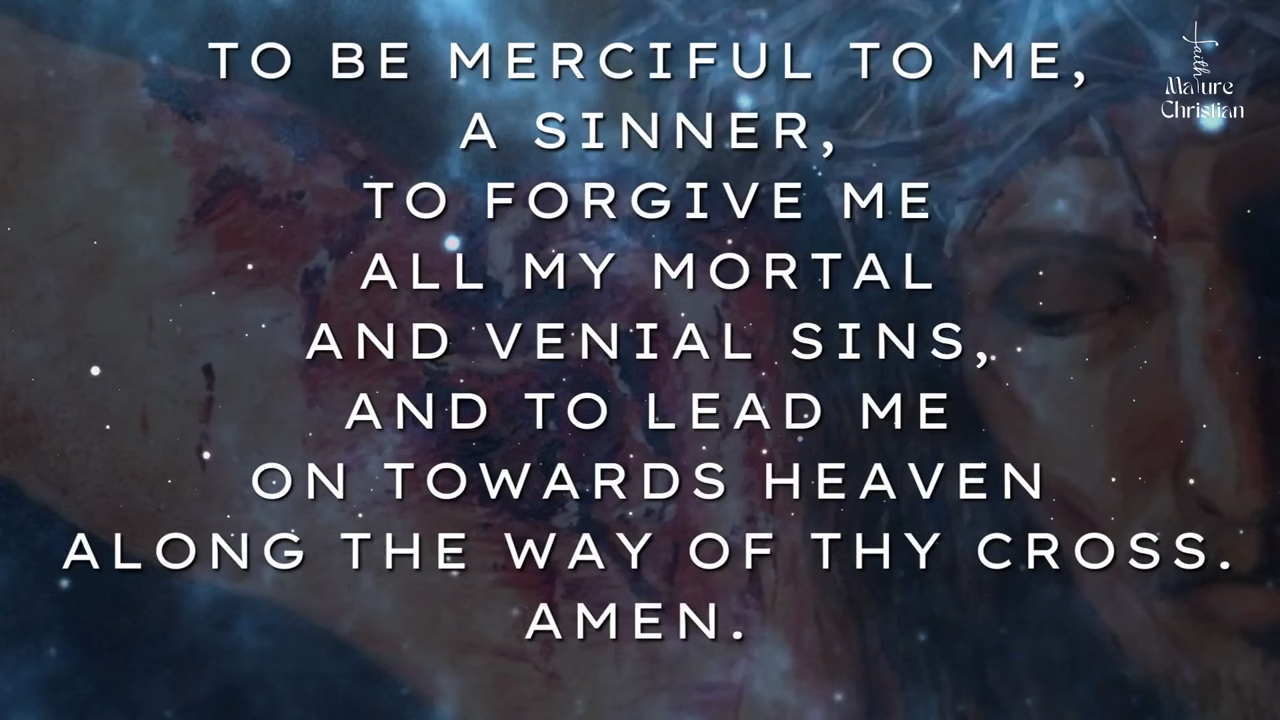 TO BE MERCIFUL TO ME,
A SINNER,
TO FORGIVE ME
ALL MY MORTAL
AND VENIAL SINS,
AND TO LEAD ME
ON TOWARDS HEAVEN
ALONG THE WAY OF THY CROSS.
AMEN.
faith
Mature
Christian